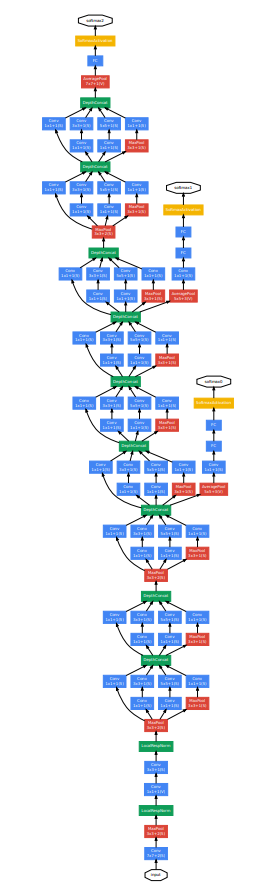 softmax2
SoftmaxActivation
FC
AveragePool
7x7+1(V)
DepthConcat
Conv Conv Conv Conv
1x1+1(S) 3x3+1(S) 5x5+1(S) 1x1+1(S)
Conv Conv MaxPool
1x1+1(S) 1x1+1(S) 3x3+1(S)
DepthConcat
Conv Conv Conv Conv
1x1+1(S) 3x3+1(S) 5x5+1(S) 1x1+1(S)
softmax1
Conv Conv MaxPool
1x1+1(S) 1x1+1(S) 3x3+1(S)
SoftmaxActivation
MaxPool
3x3+2(S)
FC
DepthConcat
FC
Conv Conv Conv Conv Conv
1x1+1(S) 3x3+1(S) 5x5+1(S) 1x1+1(S) 1x1+1(S)
Conv Conv MaxPool AveragePool
1x1+1(S) 1x1+1(S) 3x3+1(S) 5x5+3(V)
DepthConcat
Conv Conv Conv Conv
1x1+1(S) 3x3+1(S) 5x5+1(S) 1x1+1(S)
Conv Conv MaxPool
1x1+1(S) 1x1+1(S) 3x3+1(S)
DepthConcat
softmax0
Conv Conv Conv Conv
1x1+1(S) 3x3+1(S) 5x5+1(S) 1x1+1(S)
SoftmaxActivation
Conv Conv MaxPool
1x1+1(S) 1x1+1(S) 3x3+1(S)
FC
DepthConcat
FC
Conv Conv Conv Conv Conv
1x1+1(S) 3x3+1(S) 5x5+1(S) 1x1+1(S) 1x1+1(S)
Conv Conv MaxPool AveragePool
1x1+1(S) 1x1+1(S) 3x3+1(S) 5x5+3(V)
DepthConcat
Conv Conv Conv Conv
1x1+1(S) 3x3+1(S) 5x5+1(S) 1x1+1(S)
Conv Conv MaxPool
1x1+1(S) 1x1+1(S) 3x3+1(S)
MaxPool
3x3+2(S)
DepthConcat
Conv Conv Conv Conv
1x1+1(S) 3x3+1(S) 5x5+1(S) 1x1+1(S)
Conv Conv MaxPool
1x1+1(S) 1x1+1(S) 3x3+1(S)
DepthConcat
Conv Conv Conv Conv
1x1+1(S) 3x3+1(S) 5x5+1(S) 1x1+1(S)
Conv Conv MaxPool
1x1+1(S) 1x1+1(S) 3x3+1(S)
MaxPool
3x3+2(S)
LocalRespNorm
Conv
3x3+1(S)
Conv
1x1+1(V)
LocalRespNorm
MaxPool
3x3+2(S)
Conv
7x7+2(S)
input